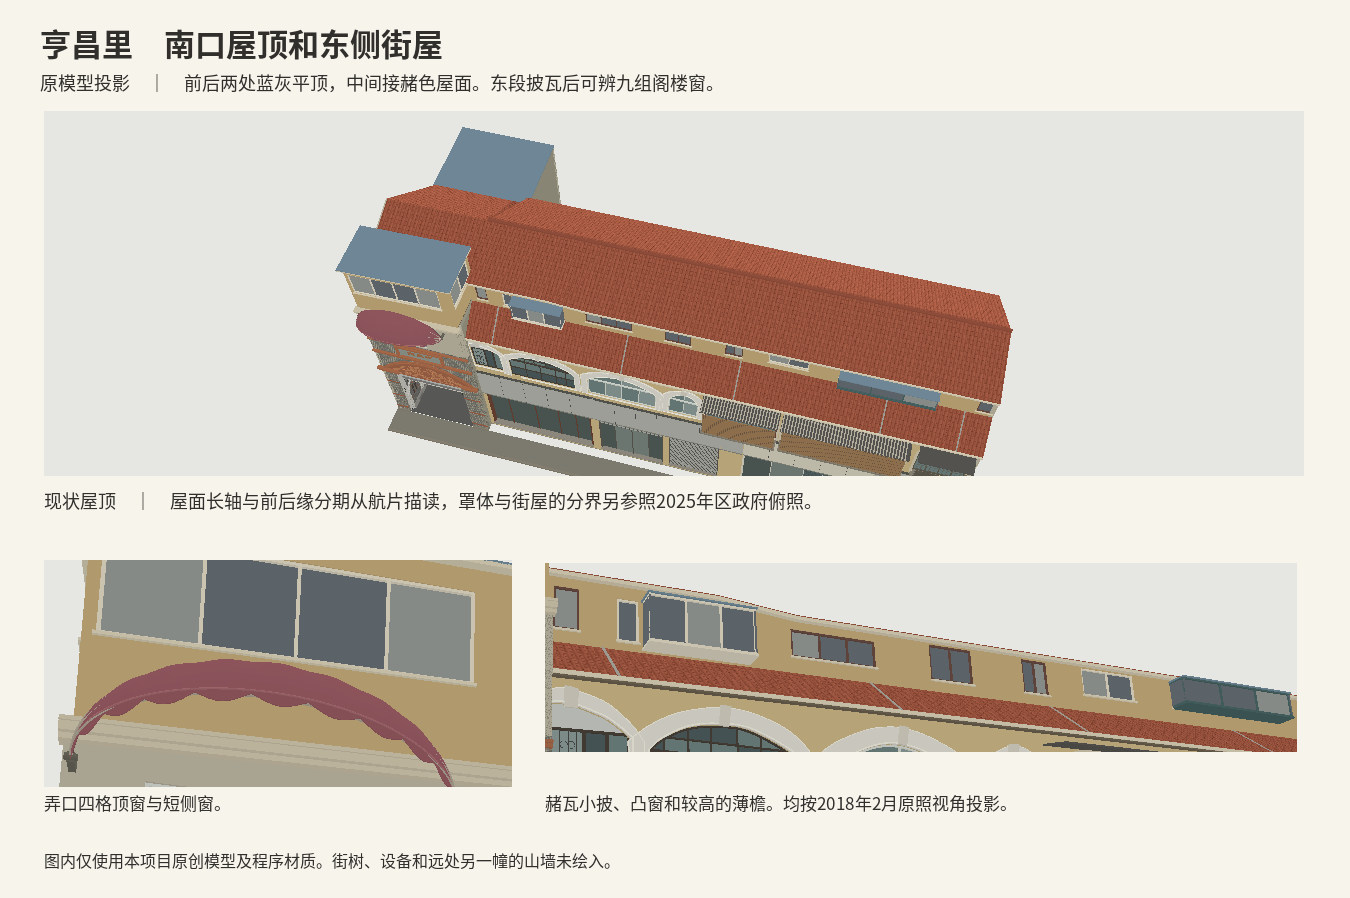 亨昌里　南口屋顶和东侧街屋
原模型投影　｜　前后两处蓝灰平顶，中间接赭色屋面。东段披瓦后可辨九组阁楼窗。
现状屋顶　｜　屋面长轴与前后缘分期从航片描读，罩体与街屋的分界另参照2025年区政府俯照。
弄口四格顶窗与短侧窗。
赭瓦小披、凸窗和较高的薄檐。均按2018年2月原照视角投影。
图内仅使用本项目原创模型及程序材质。街树、设备和远处另一幢的山墙未绘入。